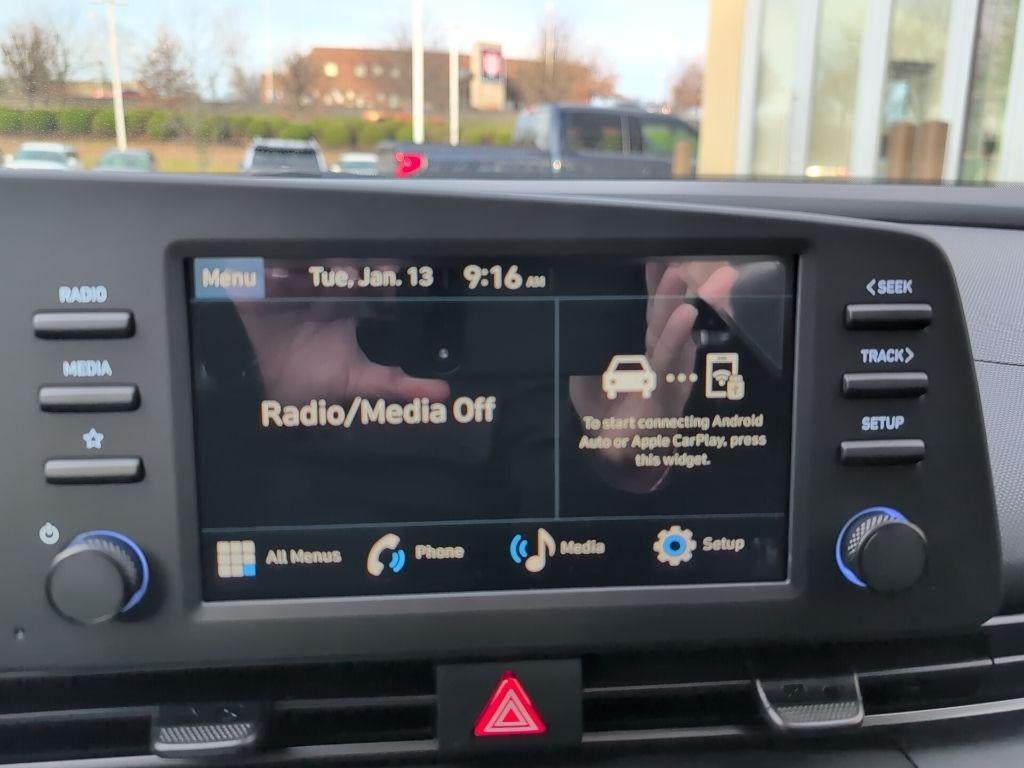 Menu
Tue, Jan. 13
9:16 AM
RADIO
MEDIA
Radio/Media Off
To start connecting Android
Auto or Apple CarPlay, press
this widget.
All Menus
Phone
Media
Setup
<SEEK
TRACK>
SETUP